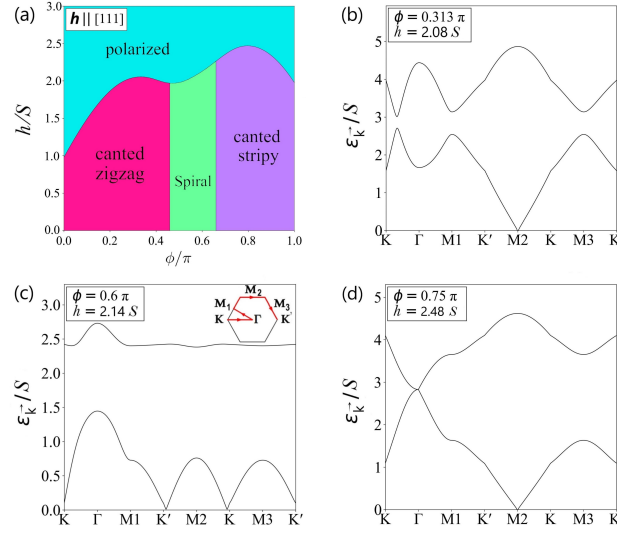 (a)
h || [111]
polarized
canted
zigzag
Spiral
canted
stripy
h/S
3.0
2.5
2.0
1.5
1.0
0.5
0.0
0.0 0.2 0.4 0.6 0.8 1.0
ϕ/π
(b)
ϕ = 0.313 π
h = 2.08 S
ε_k⃗/S
5
4
3
2
1
0
K Γ M1 K′ M2 K M3 K′
(c)
ϕ = 0.6 π
h = 2.14 S
M₂
M₁ M₃
K Γ K′
ε_k⃗/S
3.0
2.5
2.0
1.5
1.0
0.5
0.0
K Γ M1 K′ M2 K M3 K′
(d)
ϕ = 0.75 π
h = 2.48 S
ε_k⃗/S
5
4
3
2
1
0
K Γ M1 K′ M2 K M3 K′